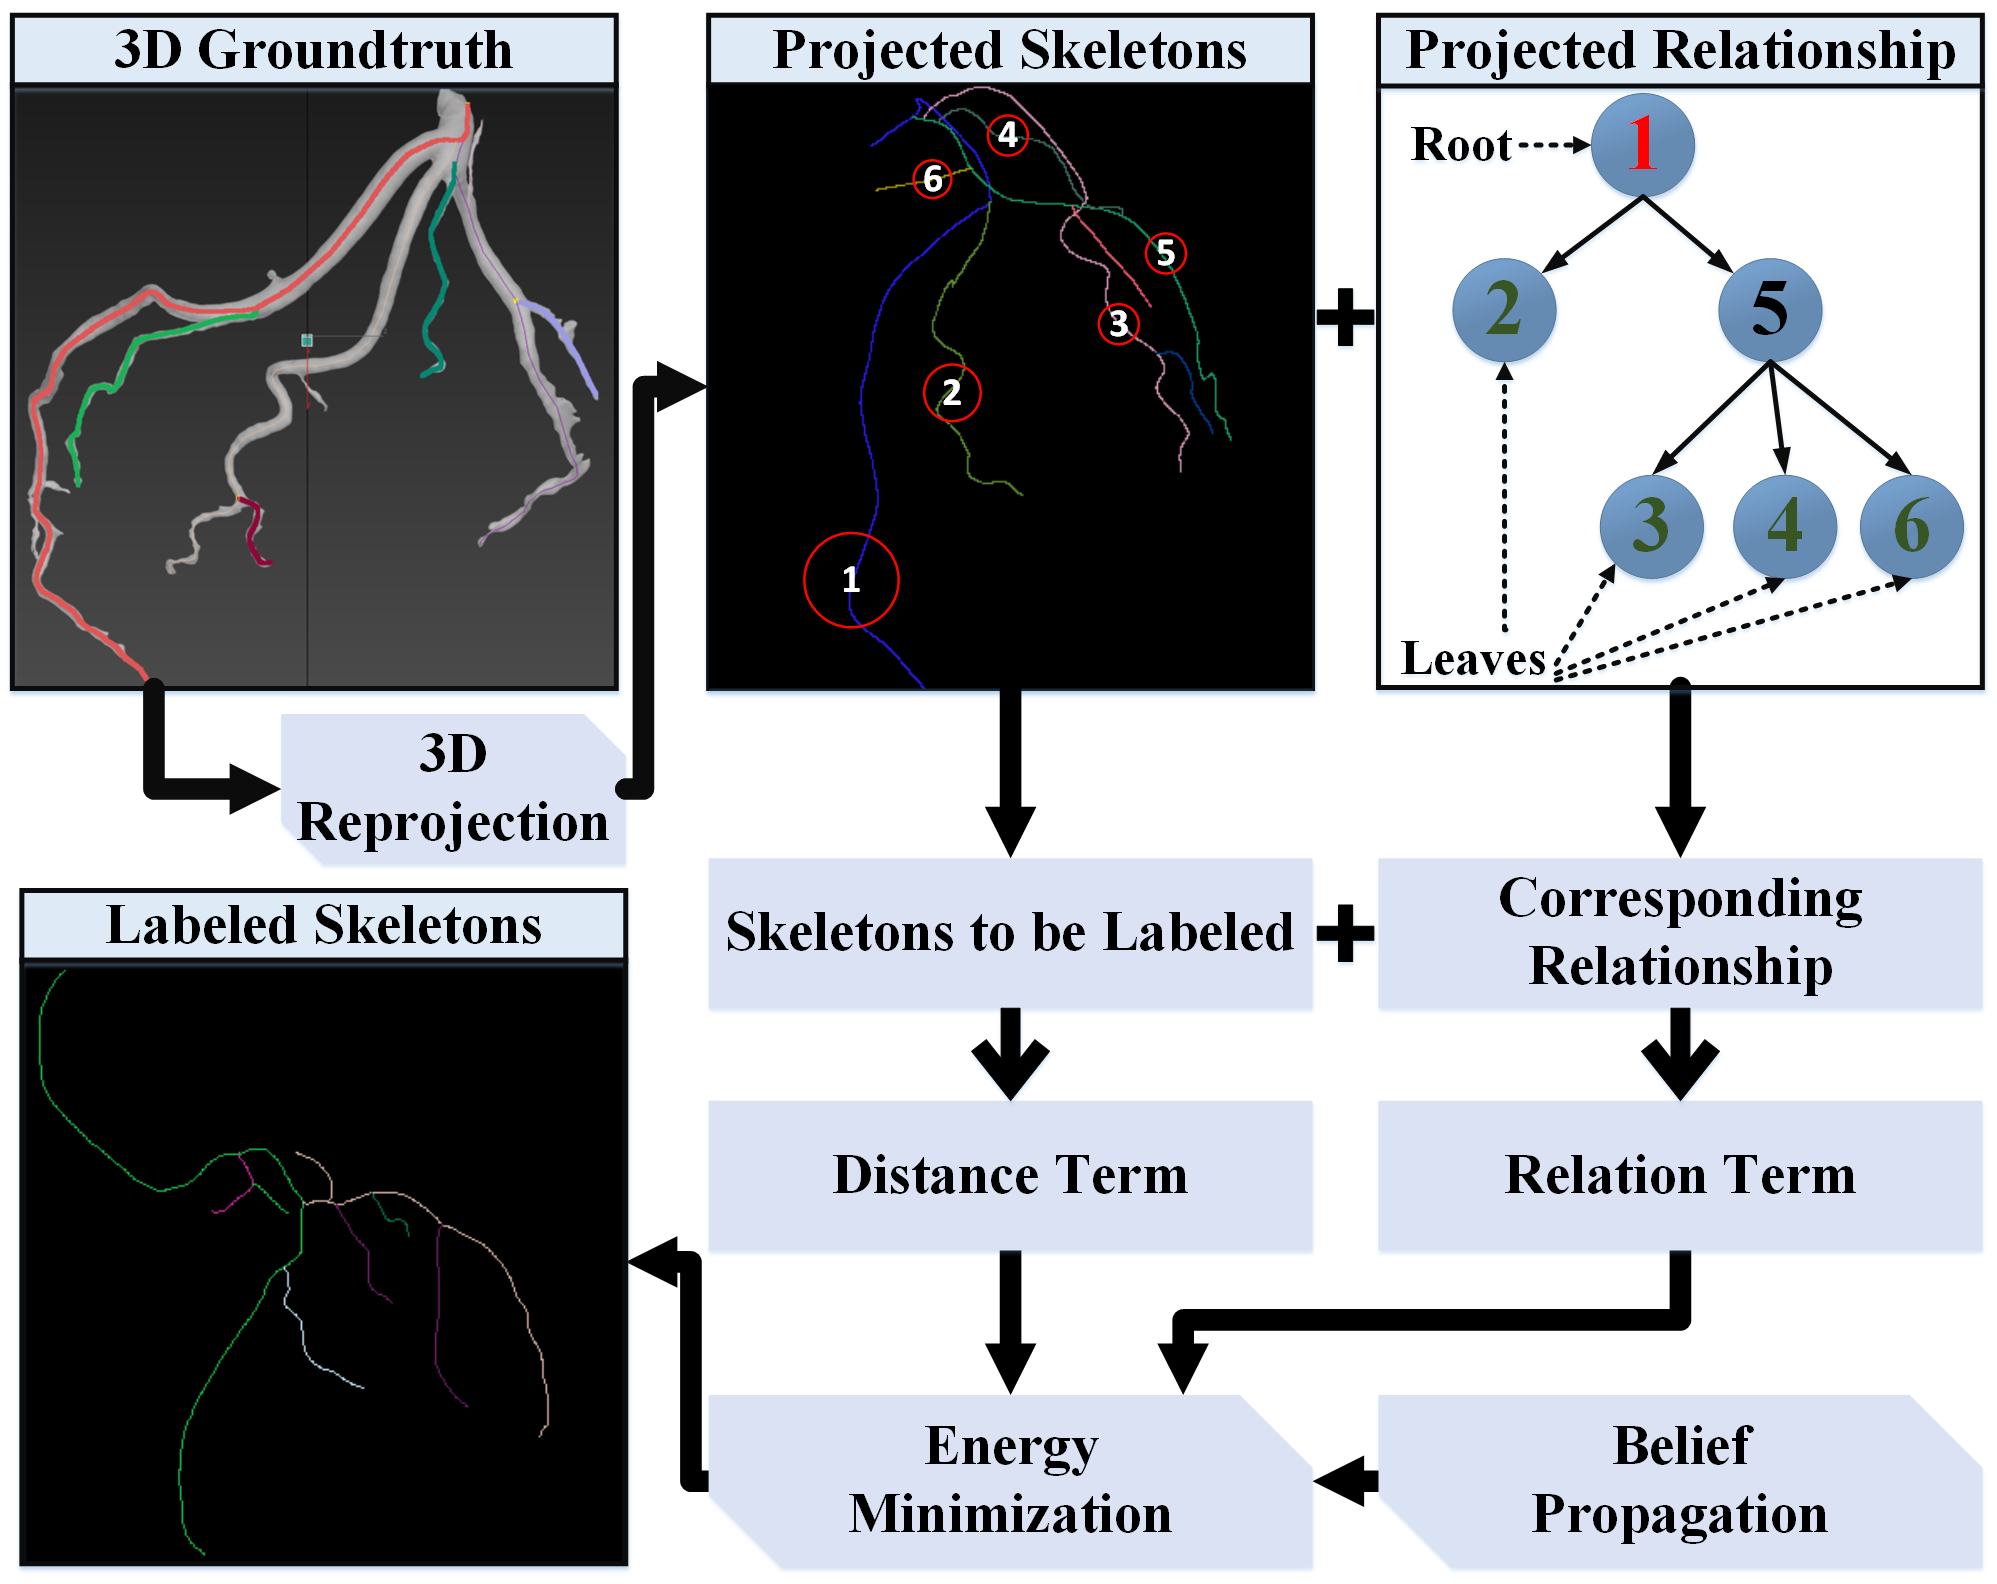 3D Groundtruth
Projected Skeletons
Projected Relationship
4
6
5
3
2
1
Root
1
2
5
3
4
6
Leaves
3D
Reprojection
Skeletons to be Labeled
Corresponding
Relationship
Labeled Skeletons
Distance Term
Relation Term
Energy
Minimization
Belief
Propagation